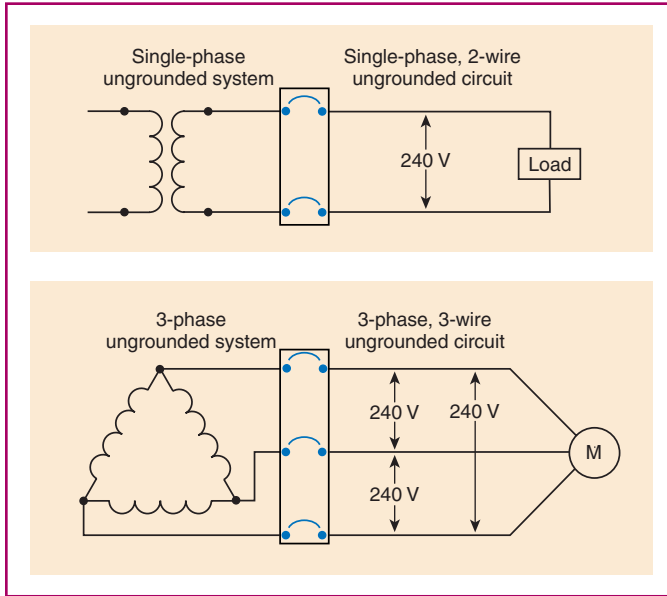 Single-phase
ungrounded system
Single-phase, 2-wire
ungrounded circuit
240 V
Load
3-phase
ungrounded system
3-phase, 3-wire
ungrounded circuit
240 V
240 V
240 V
M